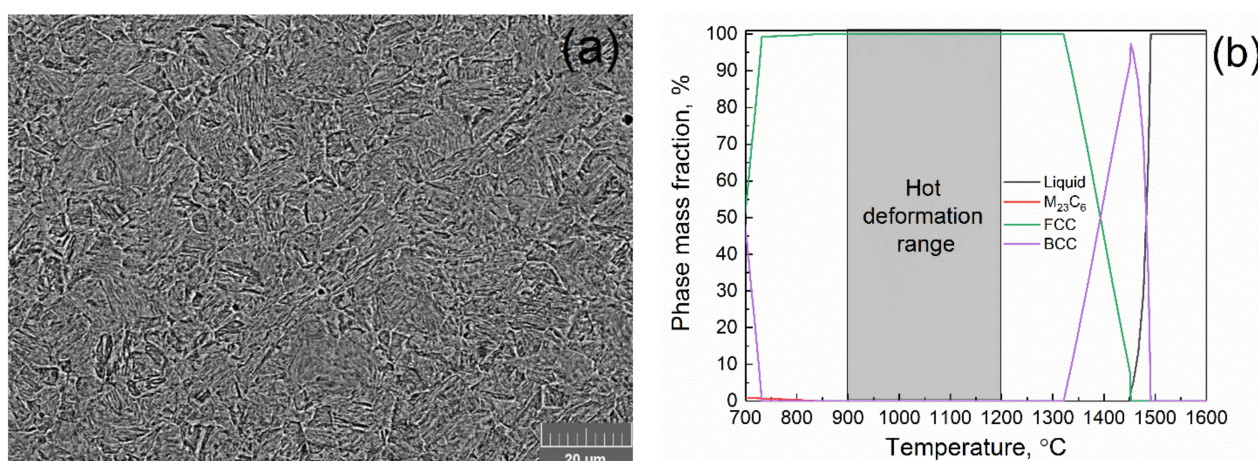 (a)
20 µm
(b)
Phase mass fraction, %
100
90
80
70
60
50
40
30
20
10
0
Hot
deformation
range
Liquid
M₂₃C₆
FCC
BCC
700 800 900 1000 1100 1200 1300 1400 1500 1600
Temperature, °C